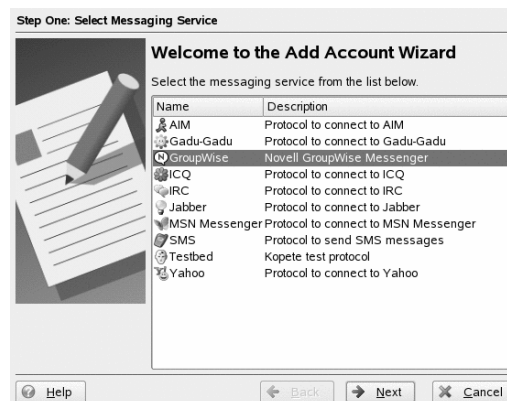 Step One: Select Messaging Service
Welcome to the Add Account Wizard
Select the messaging service from the list below.
Name Description
AIM Protocol to connect to AIM
Gadu-Gadu Protocol to connect to Gadu-Gadu
GroupWise Novell GroupWise Messenger
ICQ Protocol to connect to ICQ
IRC Protocol to connect to IRC
Jabber Protocol to connect to Jabber
MSN Messenger Protocol to connect to MSN Messenger
SMS Protocol to send SMS messages
Testbed Kopete test protocol
Yahoo Protocol to connect to Yahoo
Help Back Next Cancel